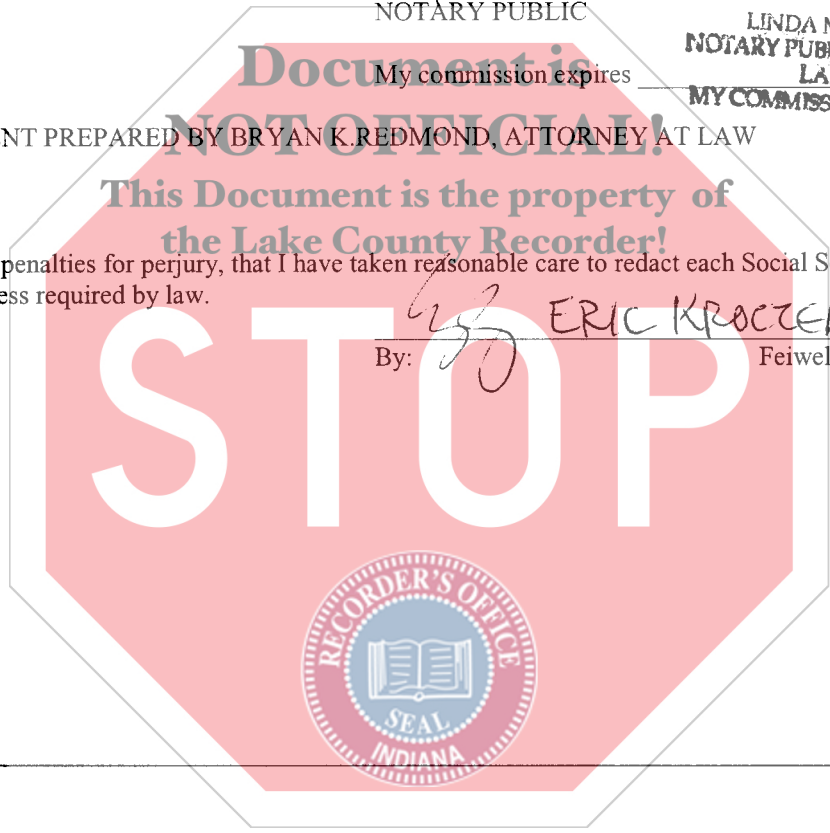 NOTARY PUBLIC
LINDA
NOTARY PUB
Document is
My commission expires
LA
MY COMMISS
NT PREPARED BY BRYAN K.REDMOND, ATTORNEY AT LAW
NOT OFFICIAL!
This Document is the property of
the Lake County Recorder!
penalties for perjury, that I have taken reasonable care to redact each Social S
ess required by law.
ERIC
By:
Feiwel
STOP
RECORDER'S OFFICE
SEAL
INDIANA